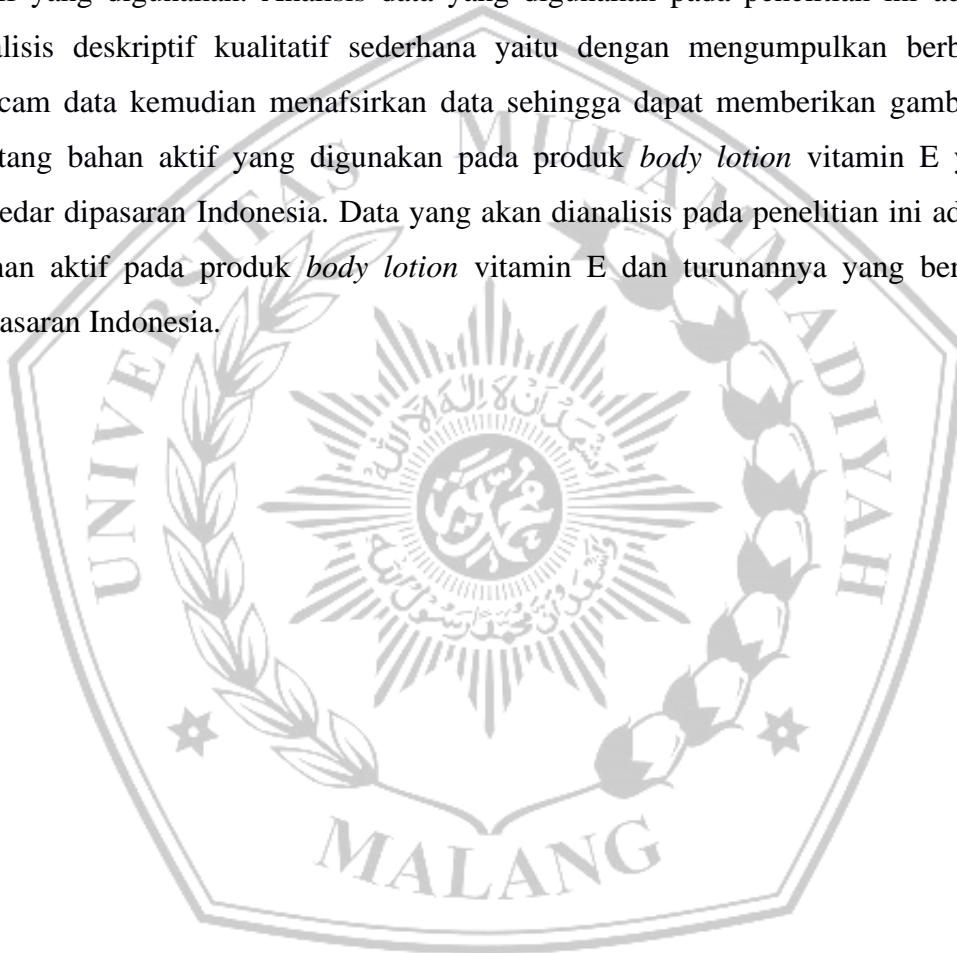 yang digunakan. Analisis data yang digunakan pada penelitian ini
alisis deskriptif kualitatif sederhana yaitu dengan mengumpulkan berb
cam data kemudian menafsirkan data sehingga dapat memberikan gamb
tang bahan aktif yang digunakan pada produk body lotion vitamin E y
edar dipasaran Indonesia. Data yang akan dianalisis pada penelitian ini ad
han aktif pada produk body lotion vitamin E dan turunannya yang ber
asaran Indonesia.
UNIVERSITAS MUHAMMADIYAH
MALANG